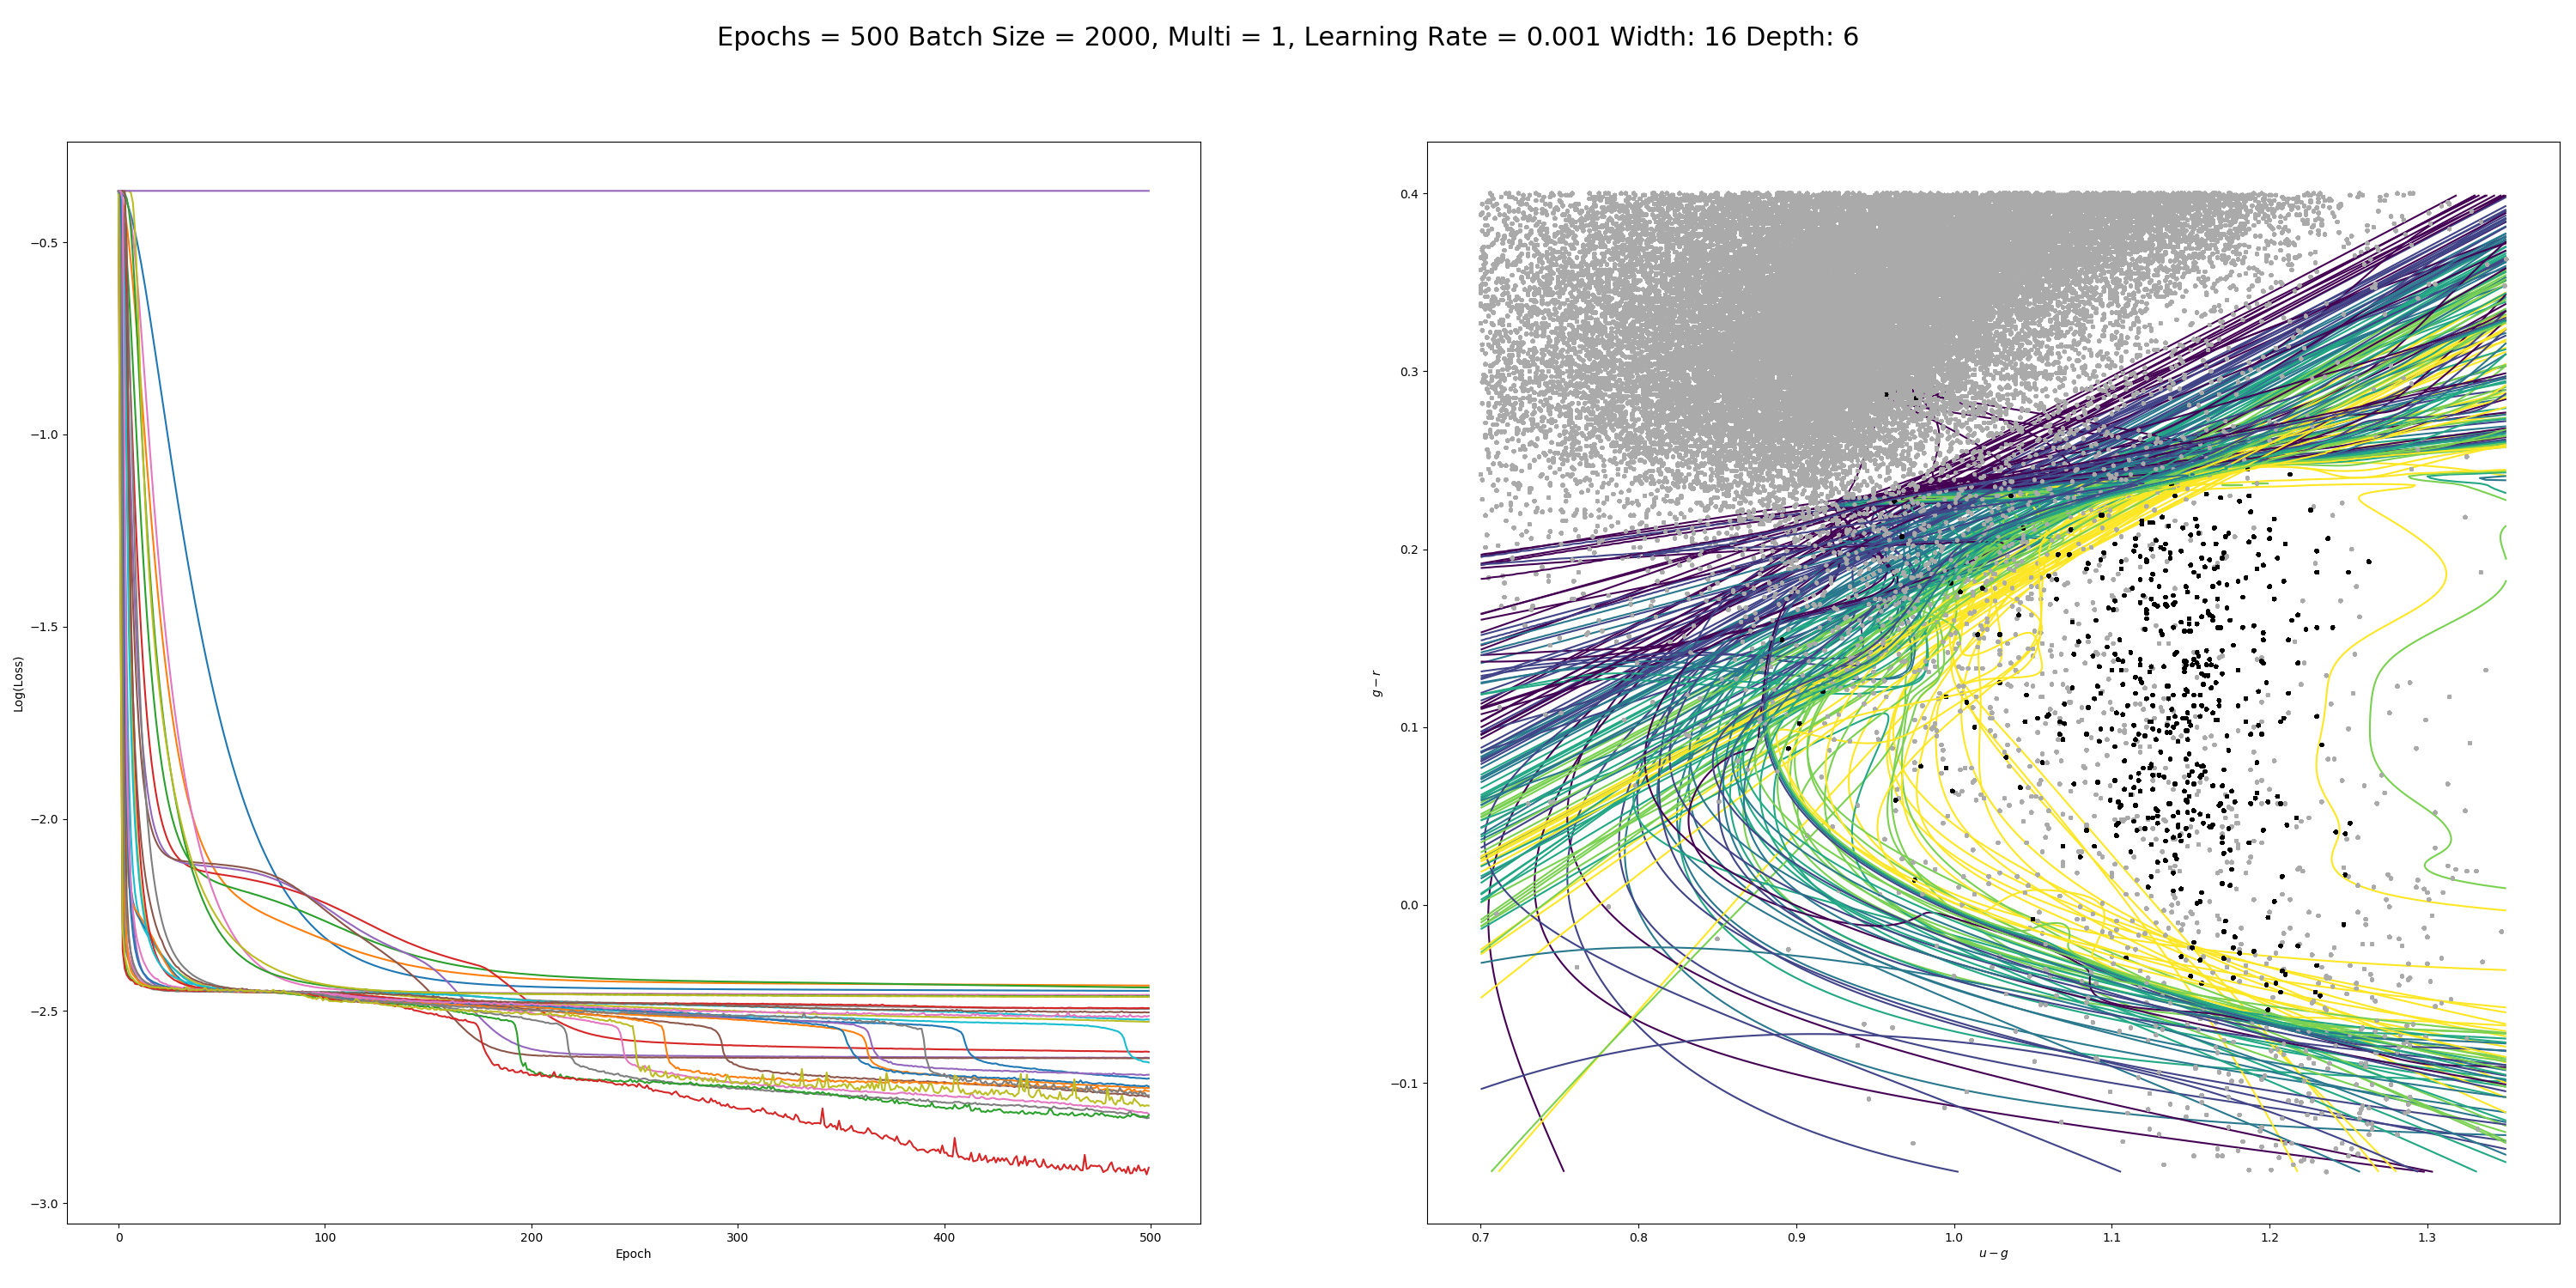 Epochs = 500 Batch Size = 2000, Multi = 1, Learning Rate = 0.001 Width: 16 Depth: 6
−0.5
−1.0
−1.5
−2.0
−2.5
−3.0
Log(Loss)
0 100 200 300 400 500
Epoch
0.4
0.3
0.2
0.1
0.0
−0.1
g − r
0.7 0.8 0.9 1.0 1.1 1.2 1.3
u − g